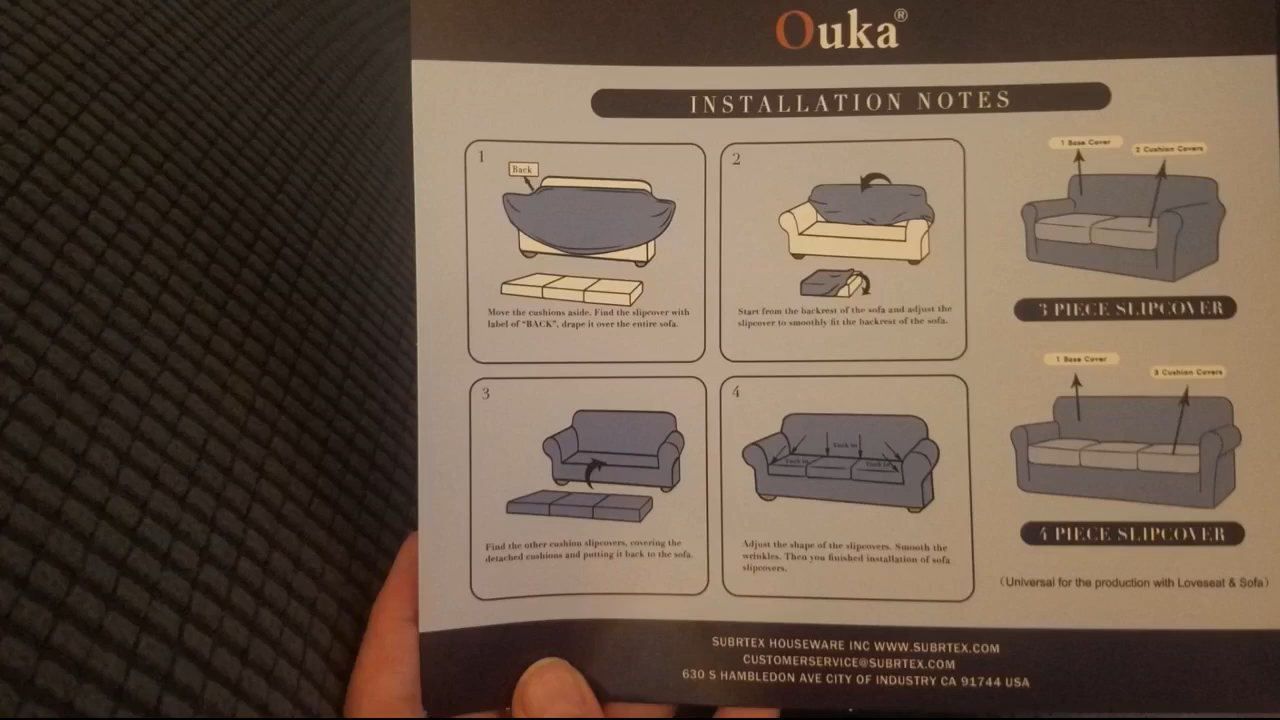 Ouka®
INSTALLATION NOTES
1
Back
Move the cushions aside. Find the slipcover with
label of "BACK", drape it over the entire sofa.
2
Start from the backrest of the sofa and adjust the
slipcover to smoothly fit the backrest of the sofa.
1 Base Cover
2 Cushion Covers
3 PIECE SLIPCOVER
3
Find the other cushion slipcovers, covering the
detached cushions and putting it back to the sofa.
4
Tuck In
Tuck In
Tuck In
Adjust the shape of the slipcovers. Smooth the
wrinkles. Then you finished installation of sofa
slipcovers.
1 Base Cover
3 Cushion Covers
4 PIECE SLIPCOVER
(Universal for the production with Loveseat & Sofa)
SUBRTEX HOUSEWARE INC WWW.SUBRTEX.COM
CUSTOMERSERVICE@SUBRTEX.COM
630 S HAMBLEDON AVE CITY OF INDUSTRY CA 91744 USA